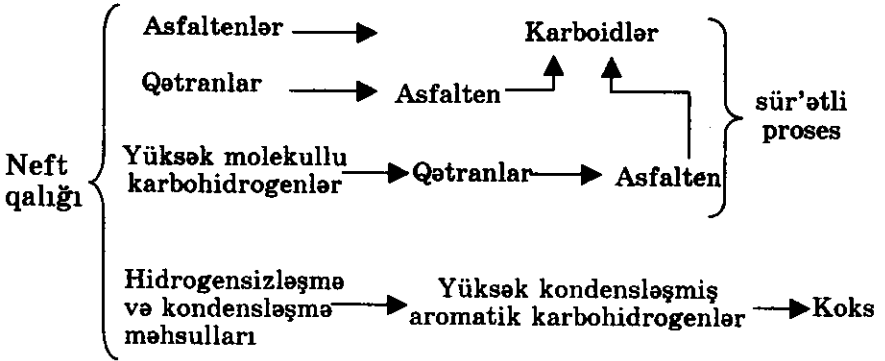 Asfaltenlər
Karboidlər
Qətranlar
Asfalten
sür'ətli
proses
Neft
qalığı
Yüksək molekullu
karbohidrogenlər
Qətranlar
Asfalten
Hidrogensizləşmə
və kondensləşmə
məhsulları
Yüksək kondensləşmiş
aromatik karbohidrogenlər
Koks